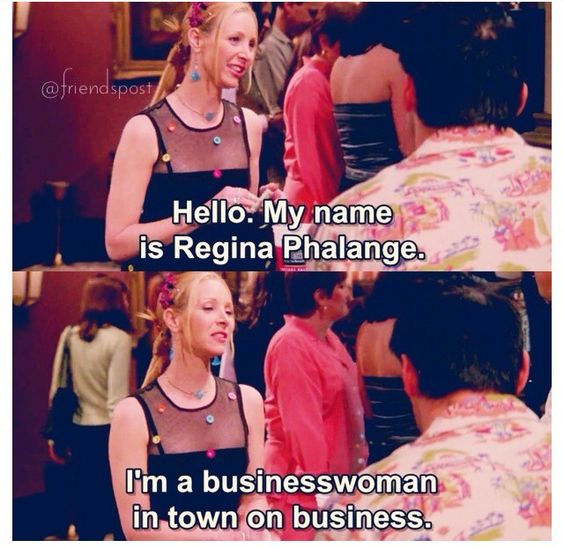 @friendspost
Hello. My name
is Regina Phalange.
I'm a businesswoman
in town on business.